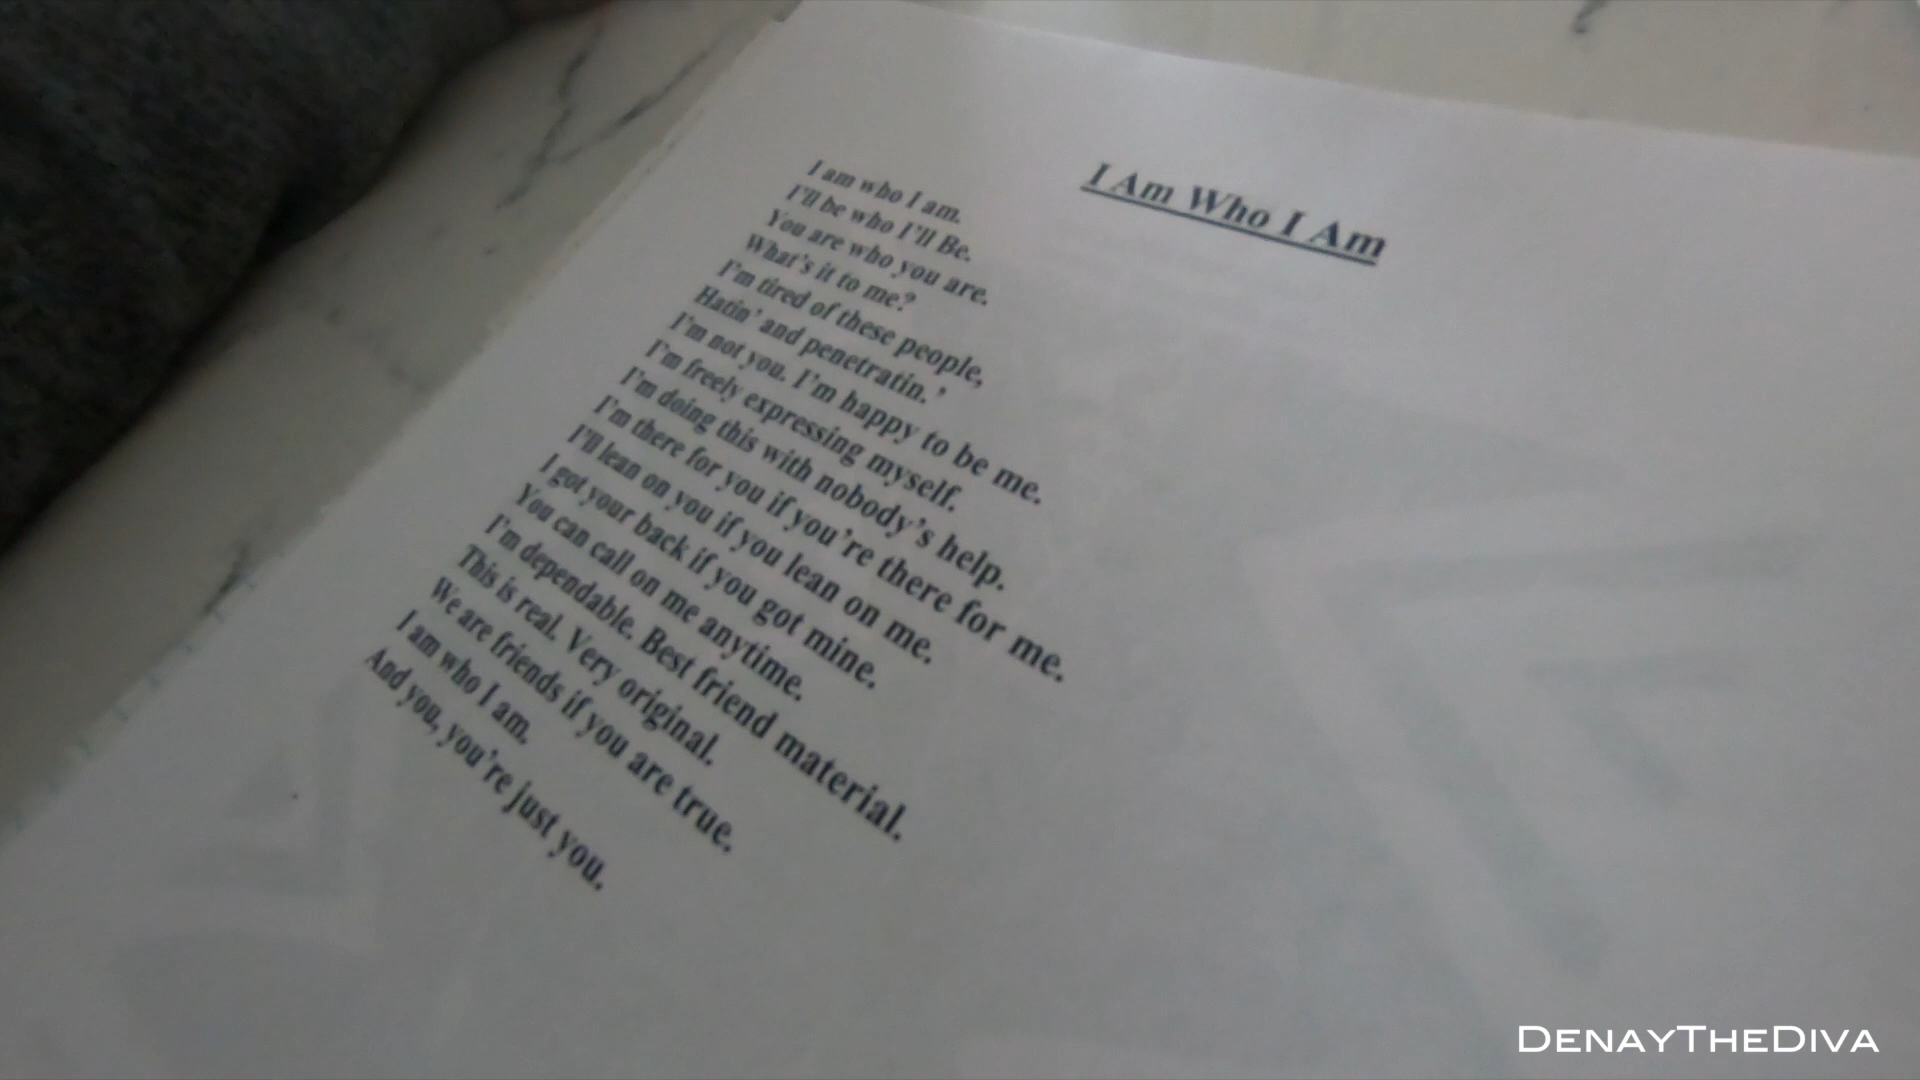 I Am Who I Am
I am who I am.
I'll be who I'll Be.
You are who you are.
What's it to me?
I'm tired of these people,
Hatin' and penetratin.'
I'm not you. I'm happy to be me.
I'm freely expressing myself.
I'm doing this with nobody's help.
I'm there for you if you're there for me.
I'll lean on you if you lean on me.
I got your back if you got mine.
You can call on me anytime.
I'm dependable. Best friend material.
This is real. Very original.
We are friends if you are true.
I am who I am.
And you, you're just you.
DENAYTHEDIVA